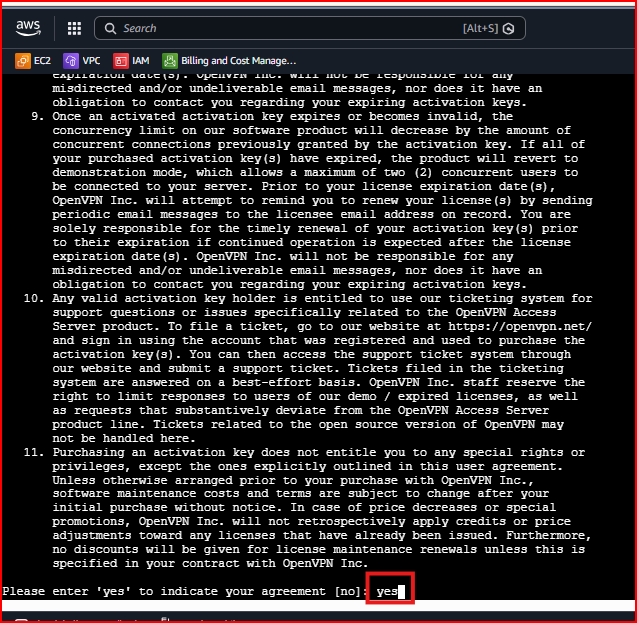 aws
Search [Alt+S]
EC2 VPC IAM Billing and Cost Manage...
expiration date(s). OpenVPN Inc. will not be responsible for any
misdirected and/or undeliverable email messages, nor does it have an
obligation to contact you regarding your expiring activation keys.
9. Once an activated activation key expires or becomes invalid, the
concurrency limit on our software product will decrease by the amount of
concurrent connections previously granted by the activation key. If all of
your purchased activation key(s) have expired, the product will revert to
demonstration mode, which allows a maximum of two (2) concurrent users to
be connected to your server. Prior to your license expiration date(s),
OpenVPN Inc. will attempt to remind you to renew your license(s) by sending
periodic email messages to the licensee email address on record. You are
solely responsible for the timely renewal of your activation key(s) prior
to their expiration if continued operation is expected after the license
expiration date(s). OpenVPN Inc. will not be responsible for any
misdirected and/or undeliverable email messages, nor does it have an
obligation to contact you regarding your expiring activation keys.
10. Any valid activation key holder is entitled to use our ticketing system for
support questions or issues specifically related to the OpenVPN Access
Server product. To file a ticket, go to our website at https://openvpn.net/
and sign in using the account that was registered and used to purchase the
activation key(s). You can then access the support ticket system through
our website and submit a support ticket. Tickets filed in the ticketing
system are answered on a best-effort basis. OpenVPN Inc. staff reserve the
right to limit responses to users of our demo / expired licenses, as well
as requests that substantively deviate from the OpenVPN Access Server
product line. Tickets related to the open source version of OpenVPN may
not be handled here.
11. Purchasing an activation key does not entitle you to any special rights or
privileges, except the ones explicitly outlined in this user agreement.
Unless otherwise arranged prior to your purchase with OpenVPN Inc.,
software maintenance costs and terms are subject to change after your
initial purchase without notice. In case of price decreases or special
promotions, OpenVPN Inc. will not retrospectively apply credits or price
adjustments toward any licenses that have already been issued. Furthermore,
no discounts will be given for license maintenance renewals unless this is
specified in your contract with OpenVPN Inc.
Please enter 'yes' to indicate your agreement [no]: yes